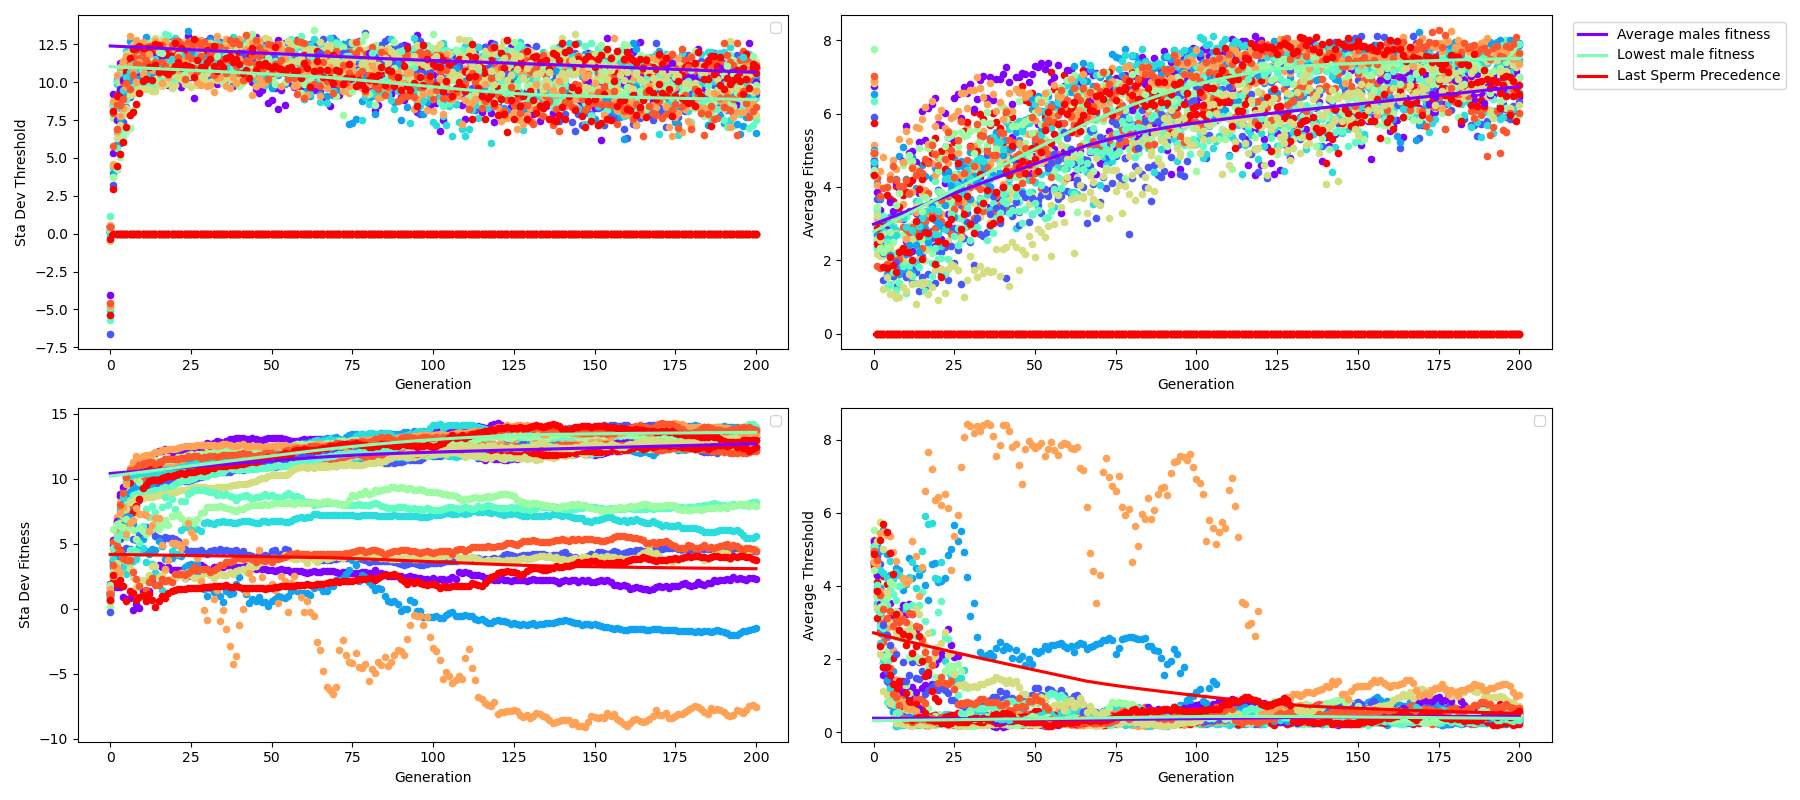 12.5
10.0
7.5
5.0
2.5
0.0
−2.5
−5.0
−7.5
Sta Dev Threshold
0 25 50 75 100 125 150 175 200
Generation
8
6
4
2
0
Average Fitness
0 25 50 75 100 125 150 175 200
Generation
Average males fitness
Lowest male fitness
Last Sperm Precedence
15
10
5
0
−5
−10
Sta Dev Fitness
0 25 50 75 100 125 150 175 200
Generation
8
6
4
2
0
Average Threshold
0 25 50 75 100 125 150 175 200
Generation